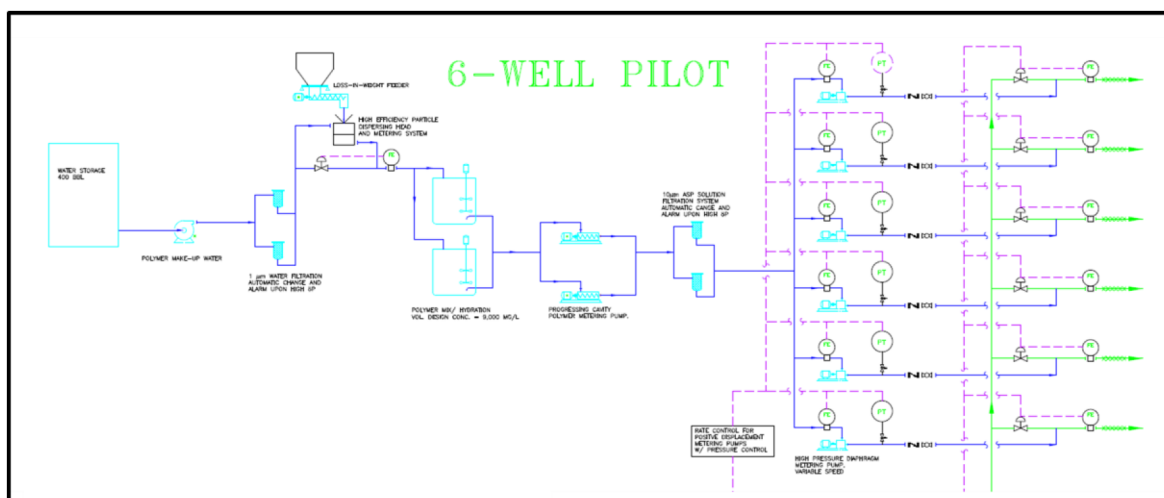 6-WELL PILOT
LOSS-IN-WEIGHT FEEDER
HIGH EFFICIENCY PARTICLE
DISPERSING HEAD
AND METERING SYSTEM
WATER STORAGE
400 BBL
POLYMER MAKE-UP WATER
1 µm WATER FILTRATION
AUTOMATIC CHANGE AND
ALARM UPON HIGH δP
FE
POLYMER MIX/ HYDRATION
VOL. DESIGN CONC. = 9,000 MG/L
PROGRESSING CAVITY
POLYMER METERING PUMP.
10µm ASP SOLUTION
FILTRATION SYSTEM
AUTOMATIC CANGE AND
ALARM UPON HIGH δP
FE
PT
FE
FE
PT
FE
FE
PT
FE
FE
PT
FE
FE
PT
FE
FE
PT
FE
RATE CONTROL FOR
POSITIVE DISPLACEMENT
METERING PUMPS
W/ PRESSURE CONTROL
HIGH PRESSURE DIAPHRAGM
METERING PUMP,
VARIABLE SPEED